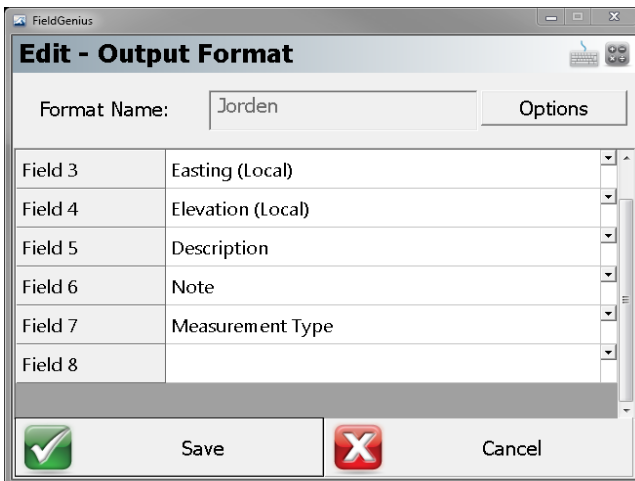 FieldGenius
Edit - Output Format
Format Name: Jorden Options
Field 3 Easting (Local)
Field 4 Elevation (Local)
Field 5 Description
Field 6 Note
Field 7 Measurement Type
Field 8
Save Cancel